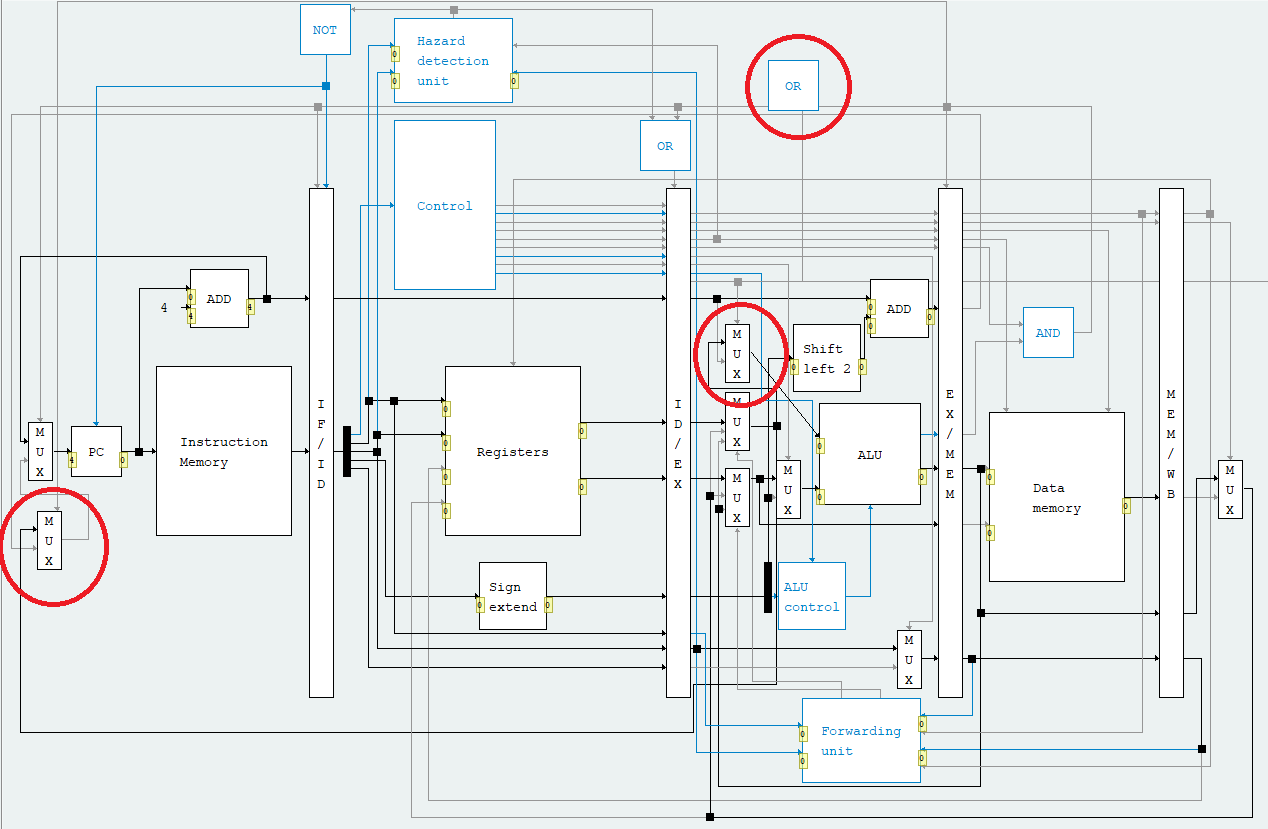 NOT
Hazard
detection
unit
0
0
0
OR
OR
Control
4
0
4
ADD
4
0
0
ADD
0
M
U
X
Shift
left 2
0
0
AND
M
U
X
4
PC
0
Instruction
Memory
I
F
/
I
D
0
0
0
0
Registers
0
0
I
D
/
E
X
M
U
X
M
U
X
M
U
X
0
0
ALU
0
E
X
/
M
E
M
0
0
Data
memory
0
M
E
M
/
W
B
M
U
X
M
U
X
0
Sign
extend
0
ALU
control
M
U
X
0
0
Forwarding
unit
0
0